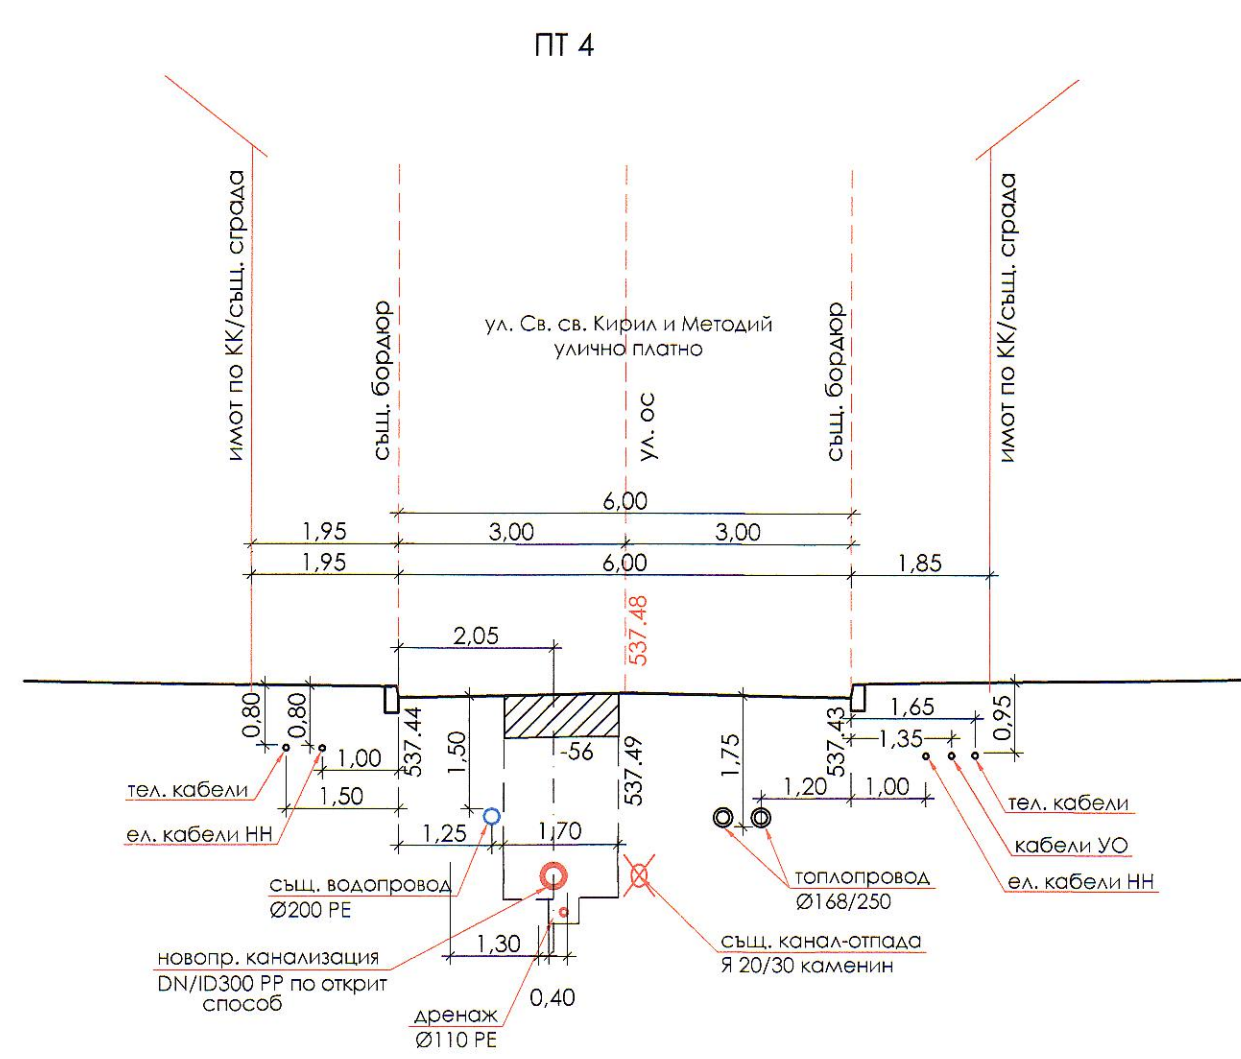 ПТ 4
имот по КК/същ. сграда
същ. бордюр
ул. Св. св. Кирил и Методий
улично платно
ул. ос
същ. бордюр
имот по КК/същ. сграда
6,00
1,95
3,00
3,00
1,95
6,00
1,85
537.48
2,05
0,80
0,80
537.44
1,50
-56
537.49
1,75
537.43
1,65
1,35
0,95
1,00
1,50
1,20
1,00
1,25
1,70
тел. кабели
ел. кабели НН
същ. водопровод
Ø200 PE
новопр. канализация
DN/ID300 PP по открит
способ
1,30
0,40
дренаж
Ø110 PE
тел. кабели
кабели УО
ел. кабели НН
топлопровод
Ø168/250
същ. канал-отпада
Я 20/30 каменин